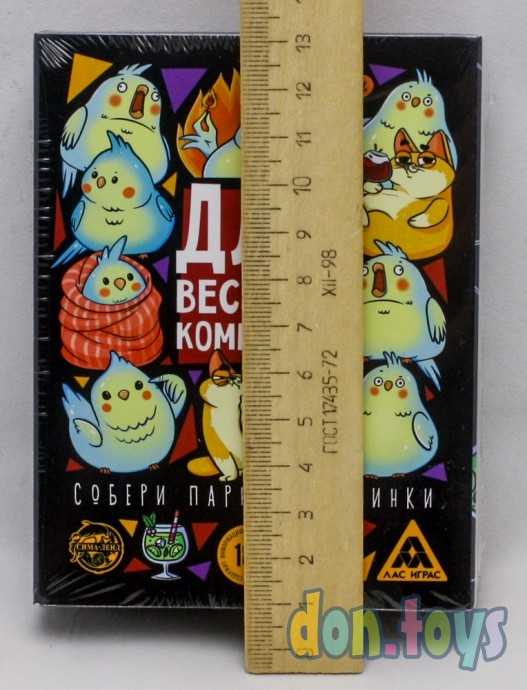 ДЛ
ВЕС
КОМП
СОБЕРИ ПАР ИНКИ
СИМА-ЛЕНД
ЛАС ИГРАС
13
12
11
10
9
8
7
6
5
4
3
2
1
ГОСТ 17435-72 XII-98
don.toys